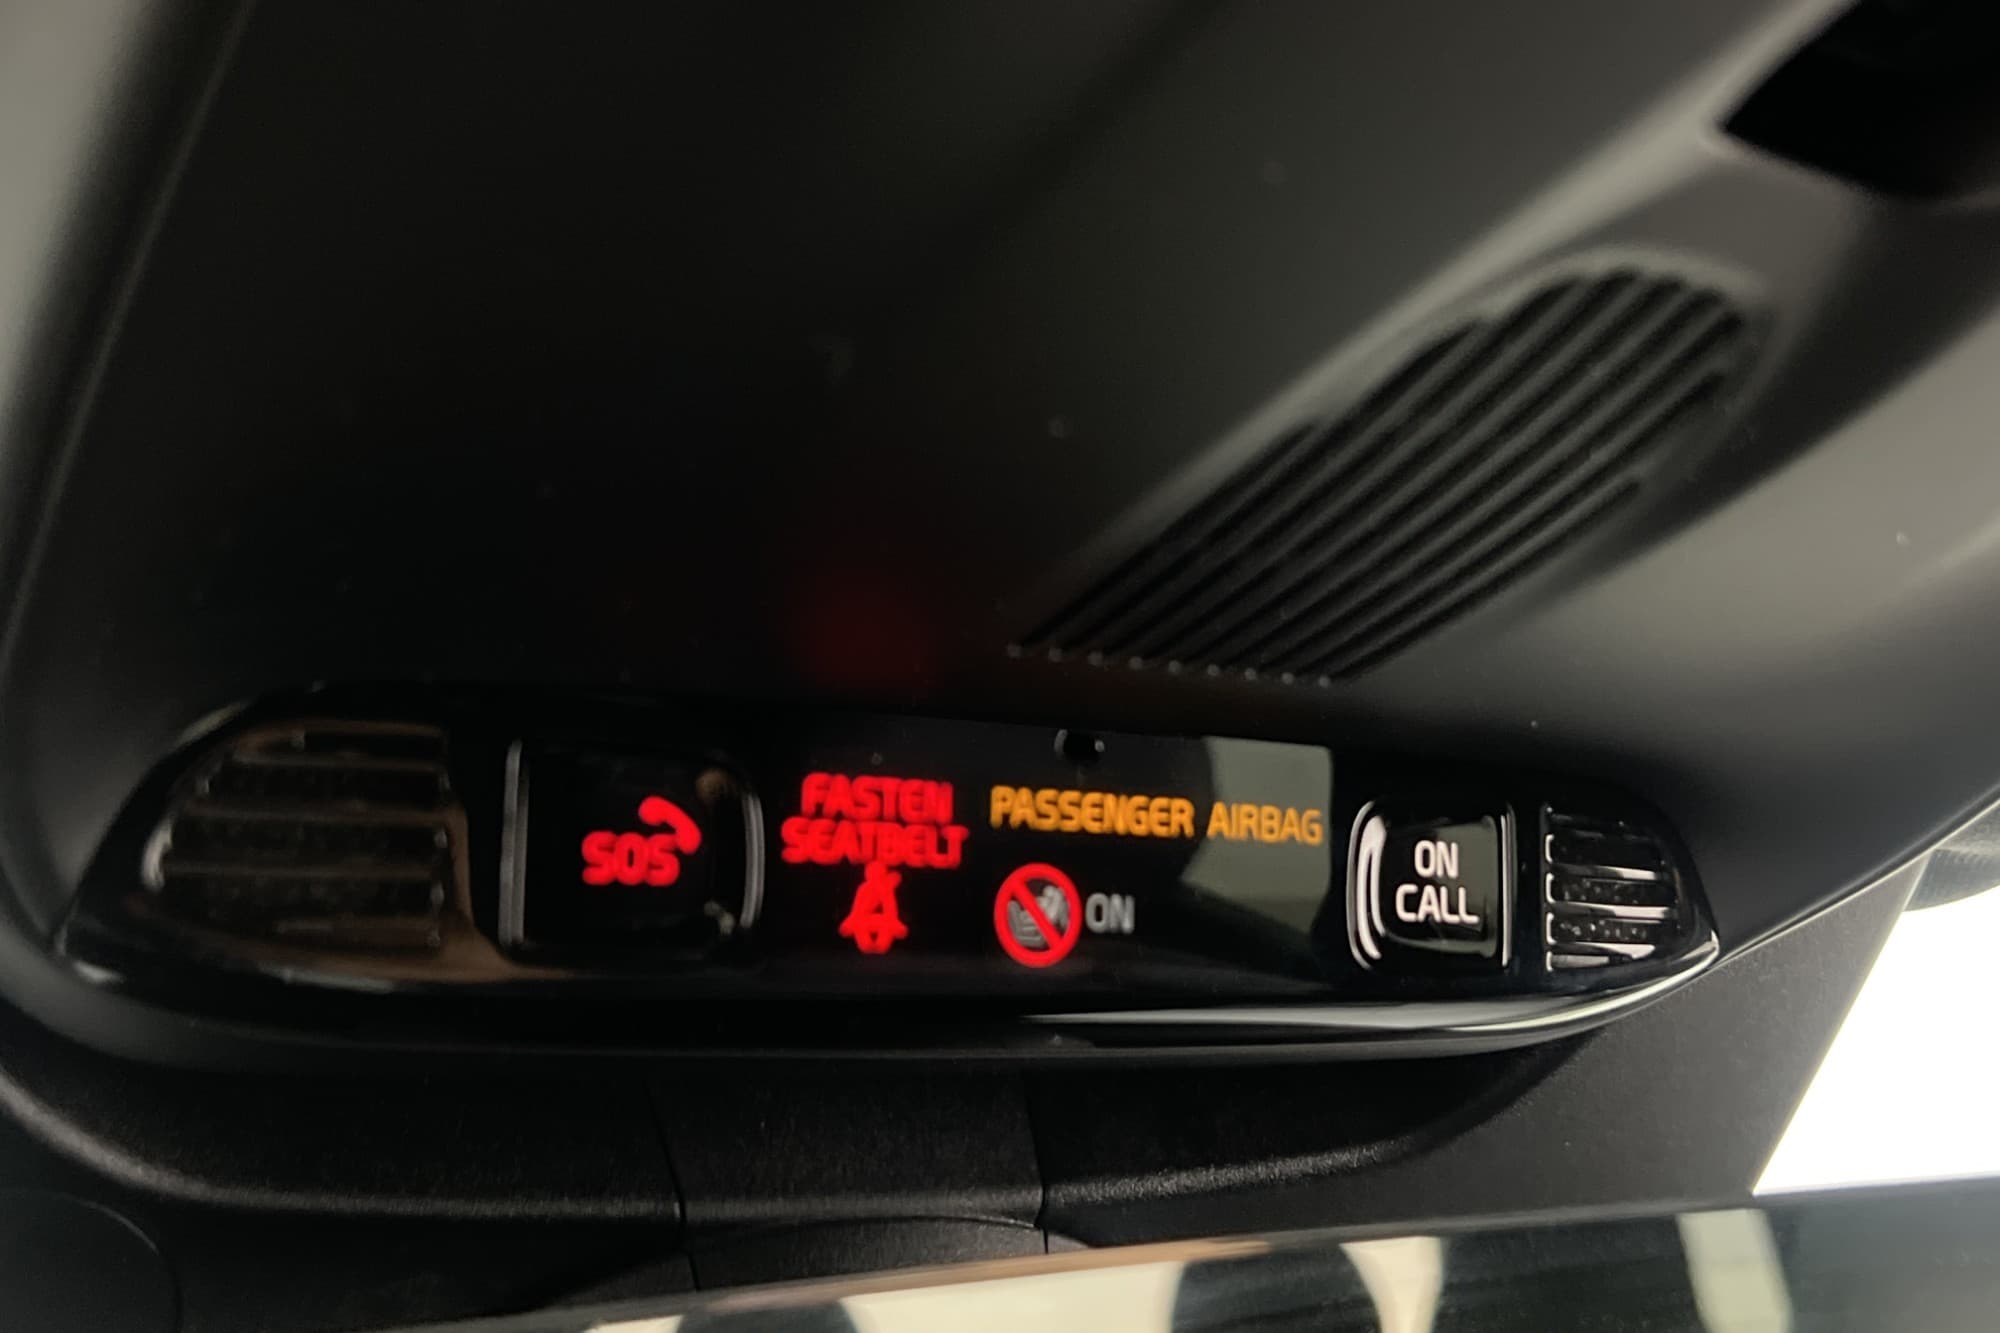 SOS
FASTEN
SEATBELT
PASSENGER AIRBAG
ON
ON
CALL